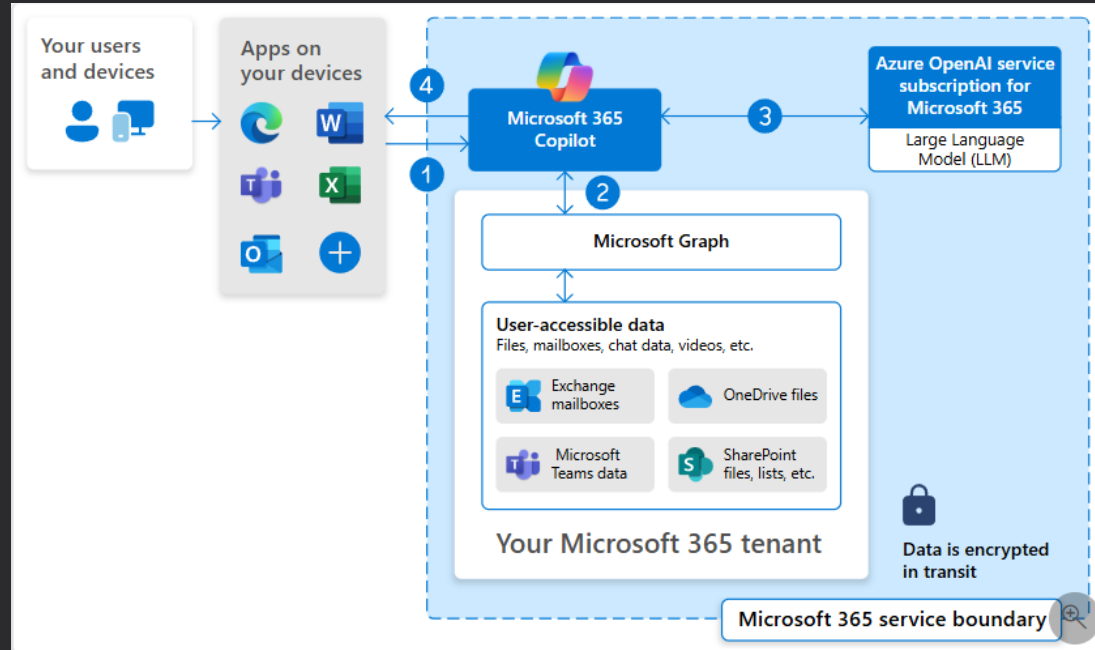 Your users
and devices
Apps on
your devices
W
T
X
O
4
1
Microsoft 365
Copilot
3
Azure OpenAI service
subscription for
Microsoft 365
Large Language
Model (LLM)
2
Microsoft Graph
User-accessible data
Files, mailboxes, chat data, videos, etc.
E
Exchange
mailboxes
OneDrive files
T
Microsoft
Teams data
S
SharePoint
files, lists, etc.
Your Microsoft 365 tenant
Data is encrypted
in transit
Microsoft 365 service boundary